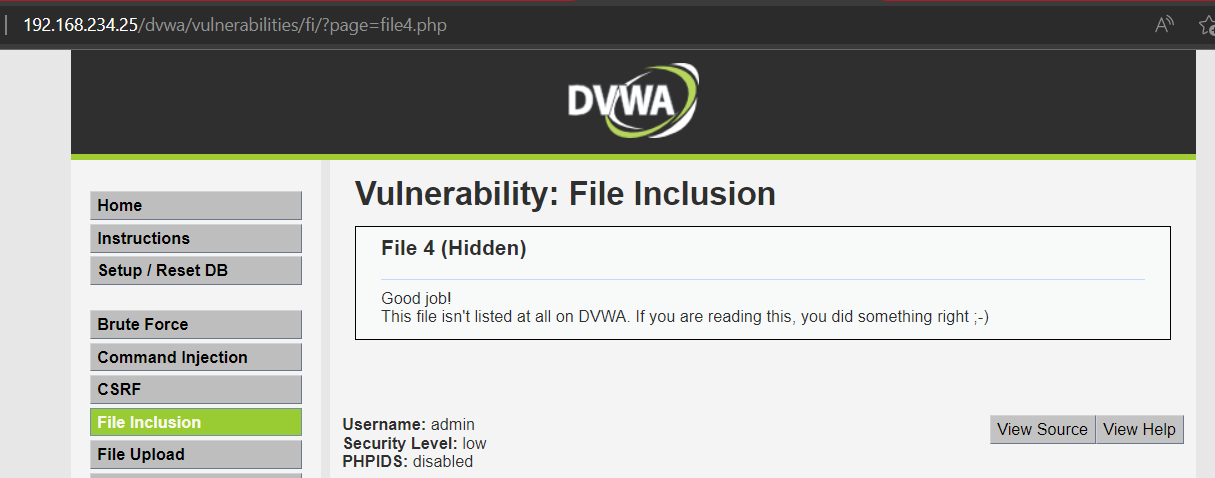 192.168.234.25/dvwa/vulnerabilities/fi/?page=file4.php
DVWA
Vulnerability: File Inclusion
Home
Instructions
Setup / Reset DB
Brute Force
Command Injection
CSRF
File Inclusion
File Upload
File 4 (Hidden)
Good job!
This file isn't listed at all on DVWA. If you are reading this, you did something right ;-)
Username: admin
Security Level: low
PHPIDS: disabled
View Source View Help